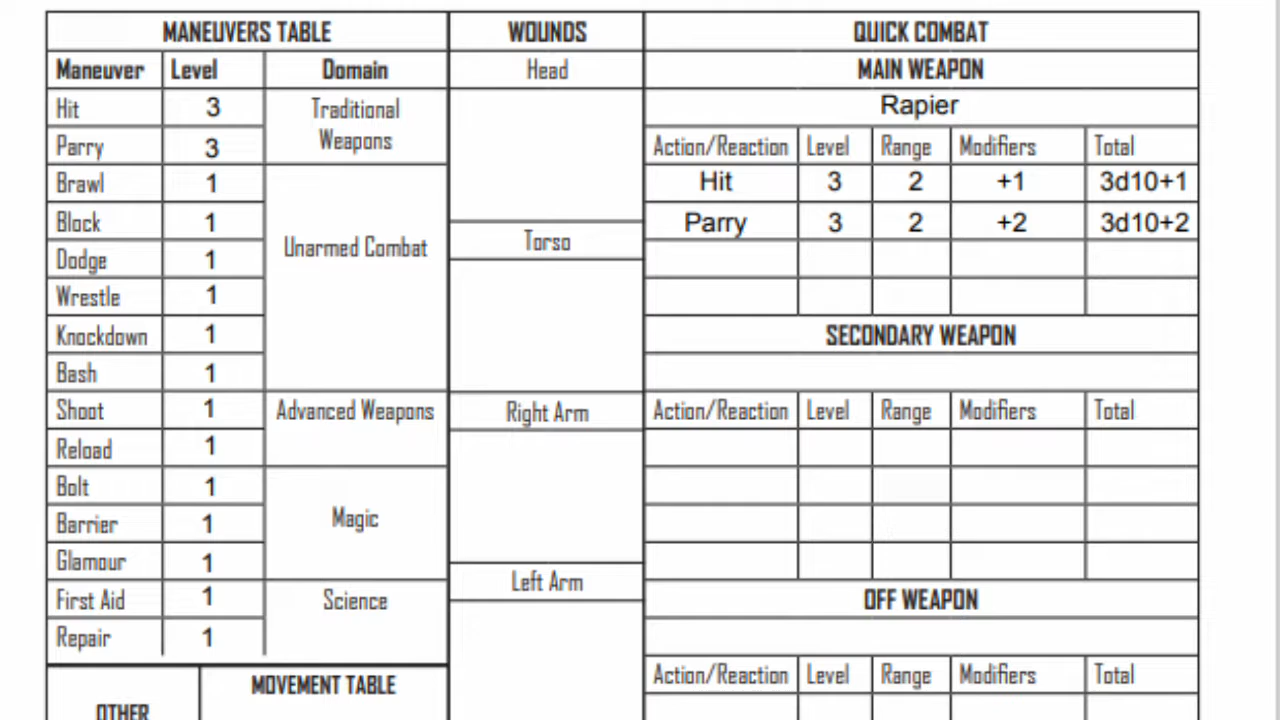 MANEUVERS TABLE WOUNDS QUICK COMBAT
Maneuver Level Domain Head MAIN WEAPON
Hit 3 Traditional Weapons Rapier
Parry 3 Action/Reaction Level Range Modifiers Total
Brawl 1 Unarmed Combat Hit 3 2 +1 3d10+1
Block 1 Parry 3 2 +2 3d10+2
Dodge 1 Torso
Wrestle 1
Knockdown 1 SECONDARY WEAPON
Bash 1
Shoot 1 Advanced Weapons Right Arm Action/Reaction Level Range Modifiers Total
Reload 1
Bolt 1 Magic
Barrier 1
Glamour 1 Left Arm
First Aid 1 Science OFF WEAPON
Repair 1
OTHER MOVEMENT TABLE Action/Reaction Level Range Modifiers Total